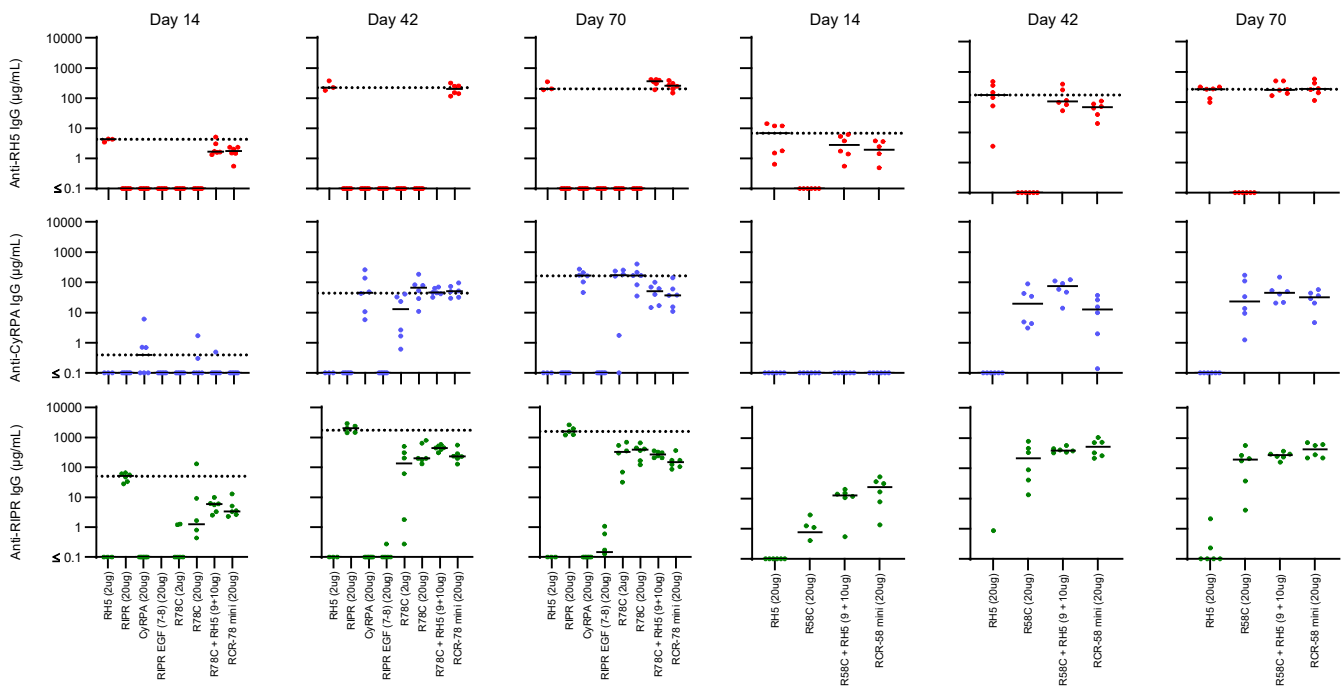 Day 14
Day 42
Day 70
Day 14
Day 42
Day 70
Anti-RH5 IgG (µg/mL)
10000
1000
100
10
1
≤ 0.1
Anti-CyRPA IgG (µg/mL)
10000
1000
100
10
1
≤ 0.1
Anti-RIPR IgG (µg/mL)
10000
1000
100
10
1
≤ 0.1
RH5 (2ug)
RIPR (20ug)
CyRPA (20ug)
RIPR EGF (7-8) (20ug)
R78C (2ug)
R78C (20ug)
R78C + RH5 (9+10ug)
RCR-78 mini (20ug)
RH5 (2ug)
RIPR (20ug)
CyRPA (20ug)
RIPR EGF (7-8) (20ug)
R78C (2ug)
R78C (20ug)
R78C + RH5 (9+10ug)
RCR-78 mini (20ug)
RH5 (2ug)
RIPR (20ug)
CyRPA (20ug)
RIPR EGF (7-8) (20ug)
R78C (2ug)
R78C (20ug)
R78C + RH5 (9+10ug)
RCR-78 mini (20ug)
RH5 (20ug)
R58C (20ug)
R58C + RH5 (9 + 10ug)
RCR-58 mini (20ug)
RH5 (20ug)
R58C (20ug)
R58C + RH5 (9 + 10ug)
RCR-58 mini (20ug)
RH5 (20ug)
R58C (20ug)
R58C + RH5 (9 + 10ug)
RCR-58 mini (20ug)